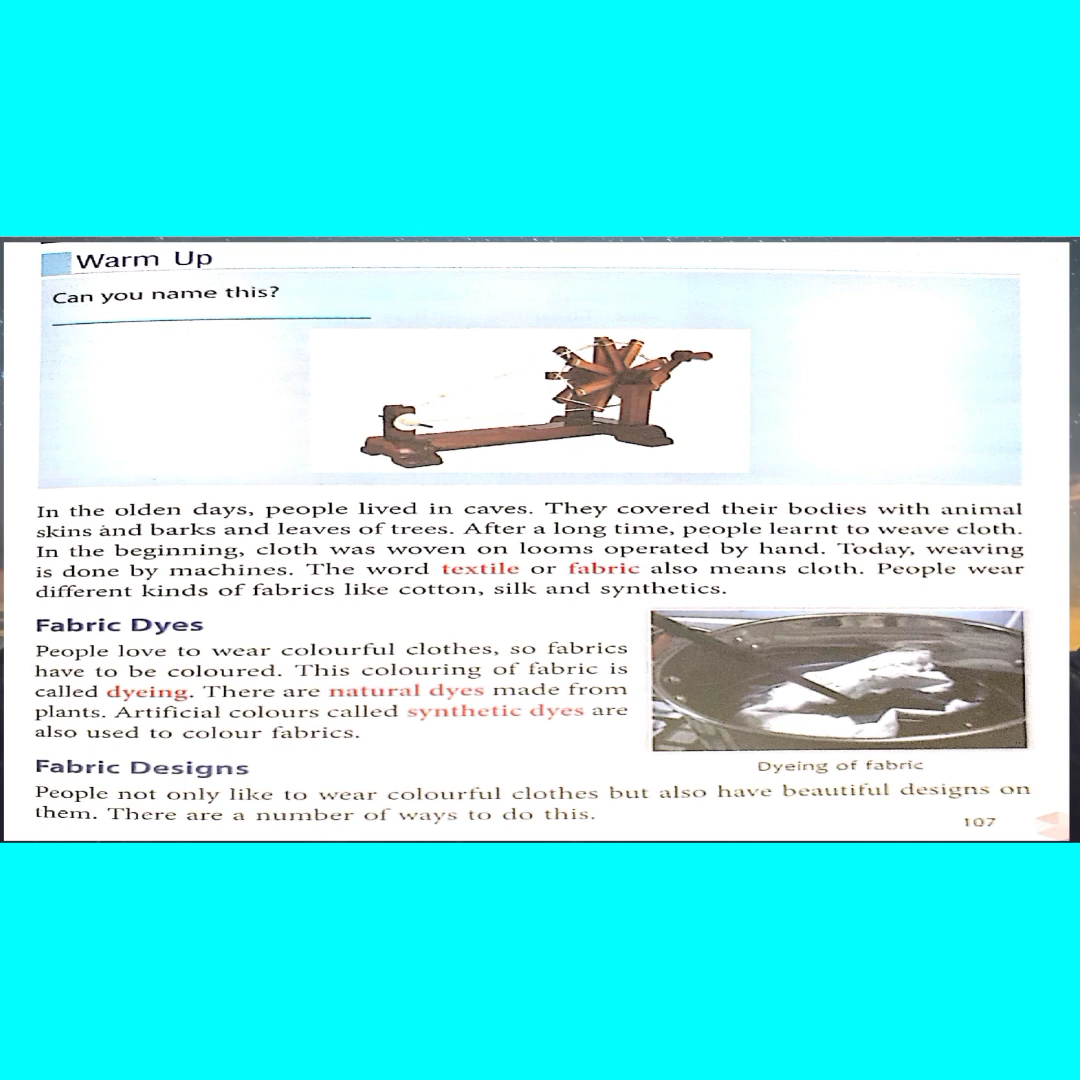 Warm Up
Can you name this?
In the olden days, people lived in caves. They covered their bodies with animal
skins and barks and leaves of trees. After a long time, people learnt to weave cloth.
In the beginning, cloth was woven on looms operated by hand. Today, weaving
is done by machines. The word textile or fabric also means cloth. People wear
different kinds of fabrics like cotton, silk and synthetics.
Fabric Dyes
People love to wear colourful clothes, so fabrics
have to be coloured. This colouring of fabric is
called dyeing. There are natural dyes made from
plants. Artificial colours called synthetic dyes are
also used to colour fabrics.
Dyeing of fabric
Fabric Designs
People not only like to wear colourful clothes but also have beautiful designs on
them. There are a number of ways to do this.
107